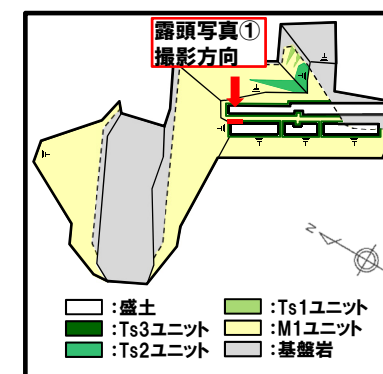 露頭写真①
撮影方向
N
:盛土
:Ts3ユニット
:Ts2ユニット
:Ts1ユニット
:M1ユニット
:基盤岩